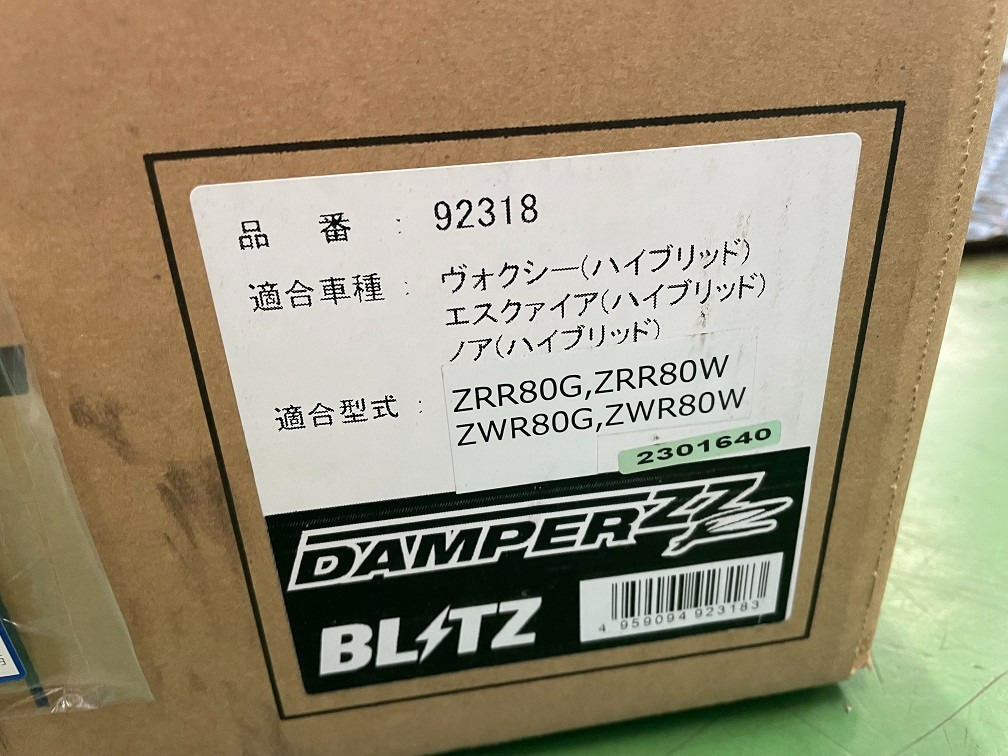 品 番 : 92318
適合車種 : ヴォクシー(ハイブリッド)
エスクァイア(ハイブリッド)
ノア(ハイブリッド)
適合型式 : ZRR80G,ZRR80W
ZWR80G,ZWR80W
2301640
DAMPER ZZR
BLITZ
4 959094 923183